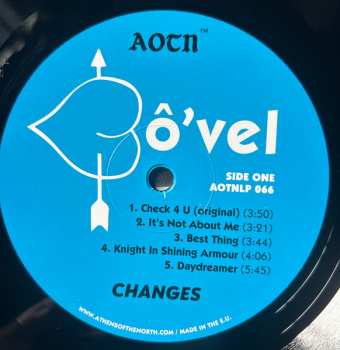 AOTN™
Bô’vel
SIDE ONE
AOTNLP 066
1. Check 4 U (original) (3:50)
2. It's Not About Me (3:21)
3. Best Thing (3:44)
4. Knight In Shining Armour (4:06)
5. Daydreamer (5:45)
CHANGES
WWW.ATHENSOFTHENORTH.COM / MADE IN THE E.U.